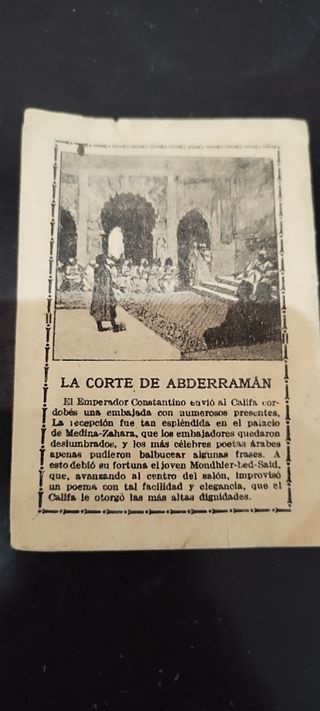 LA CORTE DE ABDERRAMÁN
El Emperador Constantino envió al Califa cor-
dobés una embajada con numerosos presentes.
La recepción fue tan espléndida en el palacio
de Medina-Zahara, que los embajadores quedaron
deslumbrados, y los más célebres poetas árabes
apenas pudieron balbucear algunas frases. A
esto debió su fortuna el joven Mondhier-bed-Said,
que, avanzando al centro del salón, improvisó
un poema con tal facilidad y elegancia, que el
Califa le otorgó las más altas dignidades.